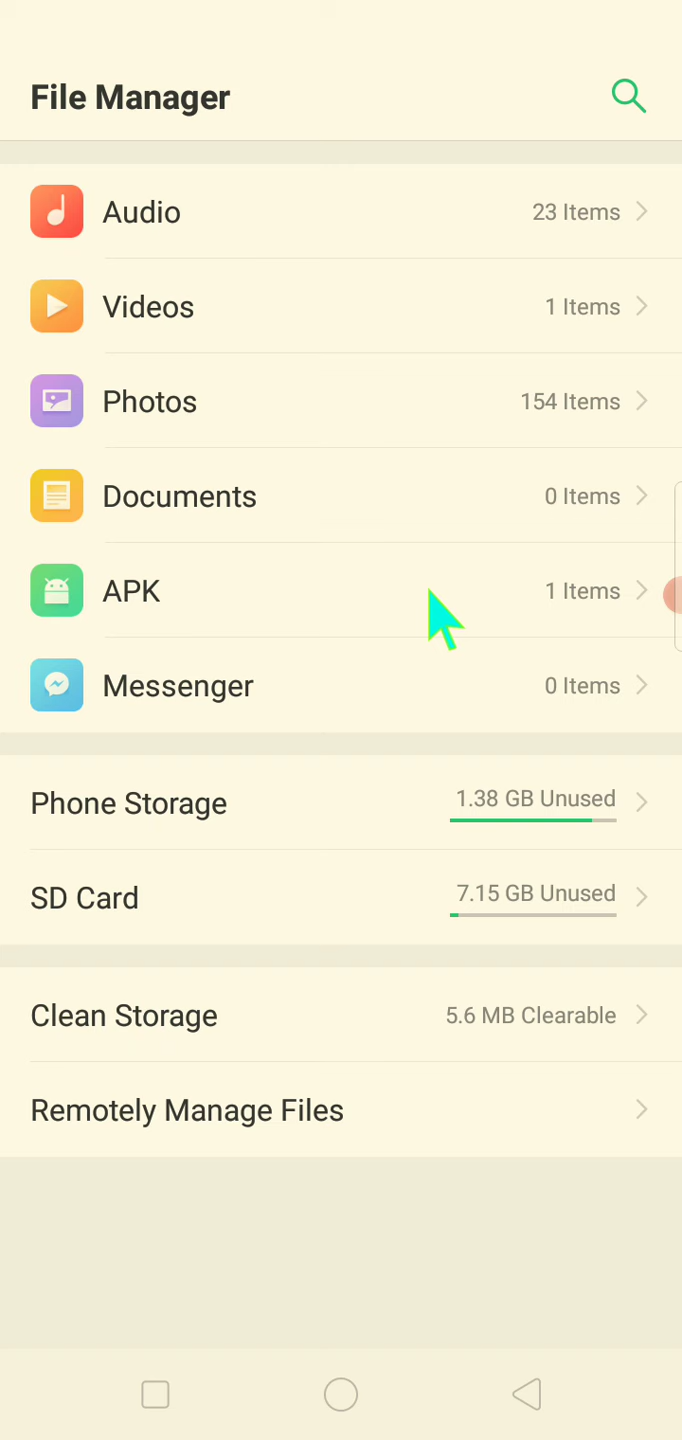 File Manager
Audio 23 Items
Videos 1 Items
Photos 154 Items
Documents 0 Items
APK 1 Items
Messenger 0 Items
Phone Storage 1.38 GB Unused
SD Card 7.15 GB Unused
Clean Storage 5.6 MB Clearable
Remotely Manage Files